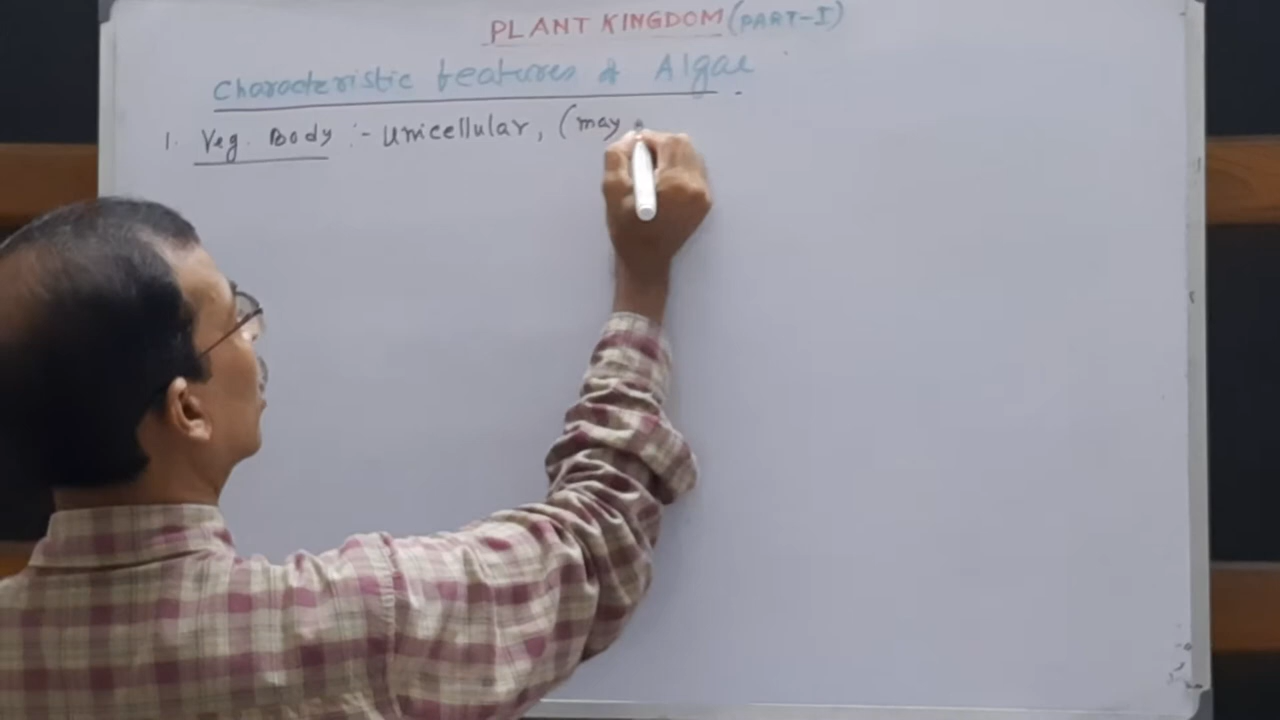 PLANT KINGDOM (PART-I)
Characteristic features of Algae
1. Veg. Body :- Unicellular, (may